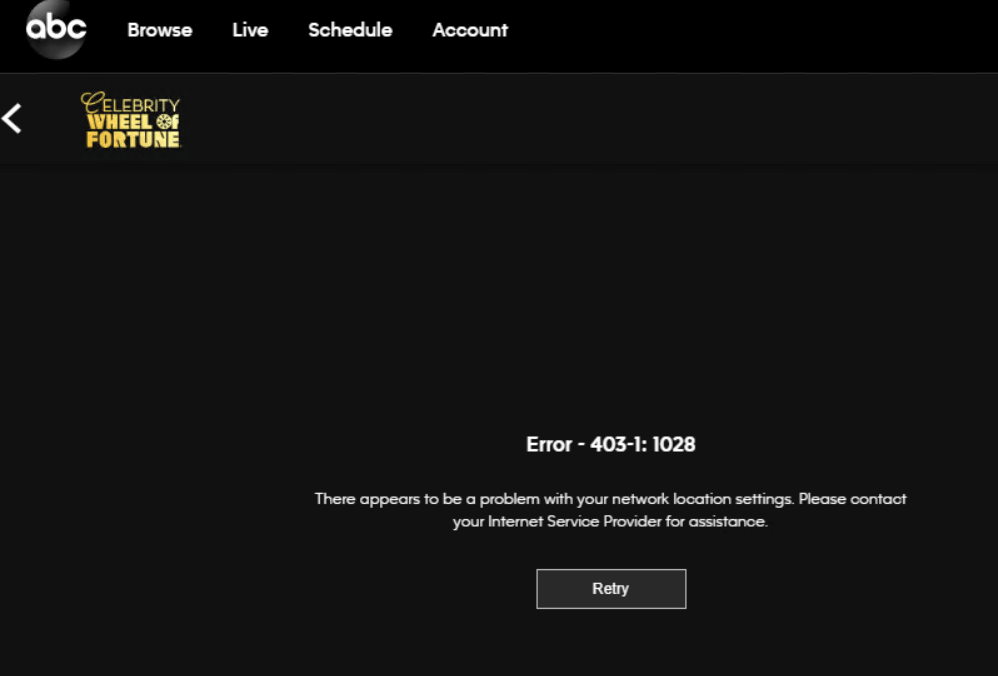 abc
Browse
Live
Schedule
Account
CELEBRITY
WHEEL OF
FORTUNE
Error - 403-1: 1028
There appears to be a problem with your network location settings. Please contact
your Internet Service Provider for assistance.
Retry